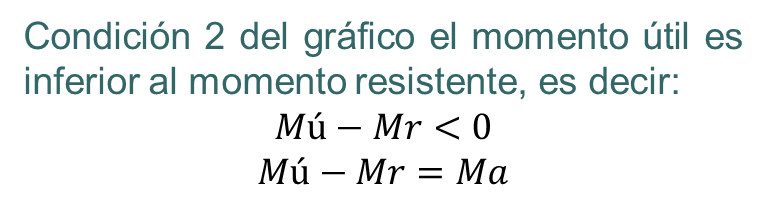 Condición 2 del gráfico el momento útil es
inferior al momento resistente, es decir:
Mú − Mr < 0
Mú − Mr = Ma